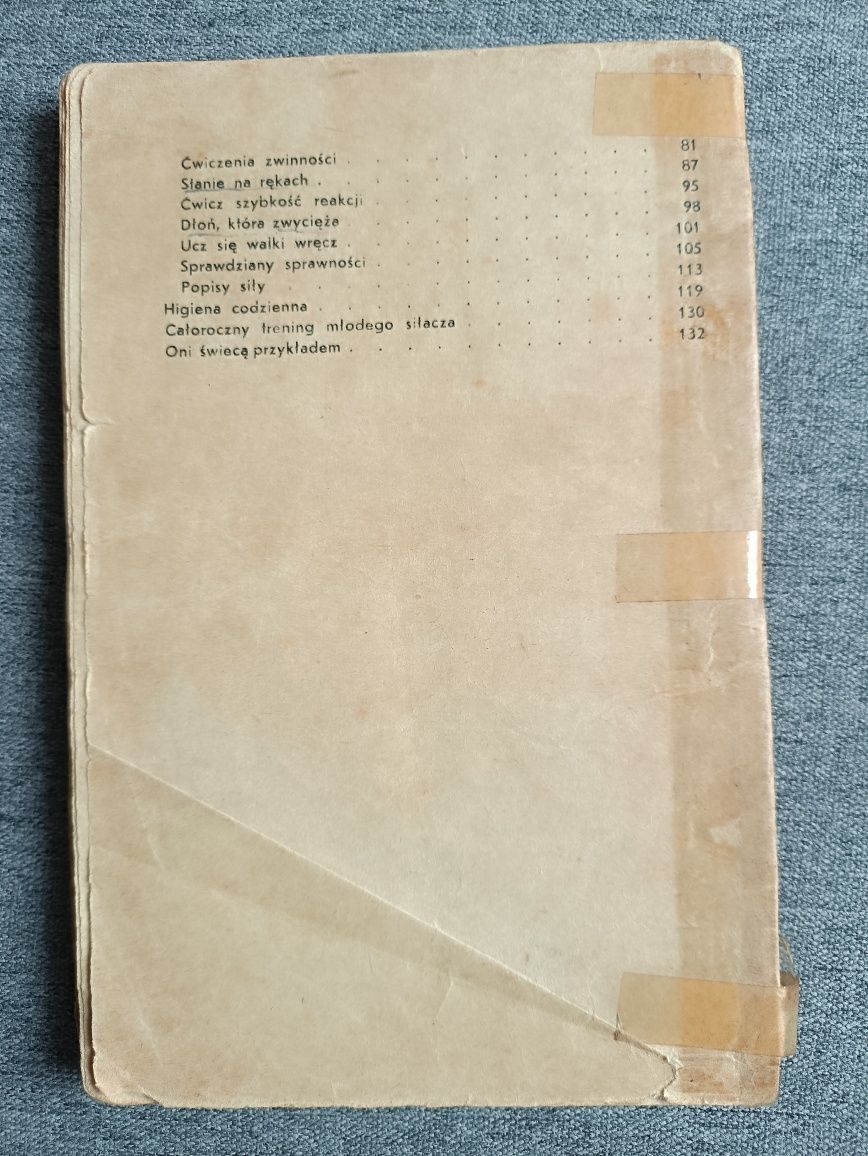 Ćwiczenia zwinności . . . . . . . . . . . 81
Stanie na rękach . . . . . . . . . . . . 87
Ćwicz szybkość reakcji . . . . . . . . . . 95
Dłoń, która zwycięża . . . . . . . . . . . 98
Ucz się walki wręcz . . . . . . . . . . . 101
Sprawdziany sprawności . . . . . . . . . . 105
Popisy siły . . . . . . . . . . . . . 113
Higiena codzienna . . . . . . . . . . . . 119
Całoroczny trening młodego siłacza . . . . . . . 130
Oni świecą przykładem . . . . . . . . . . . 132